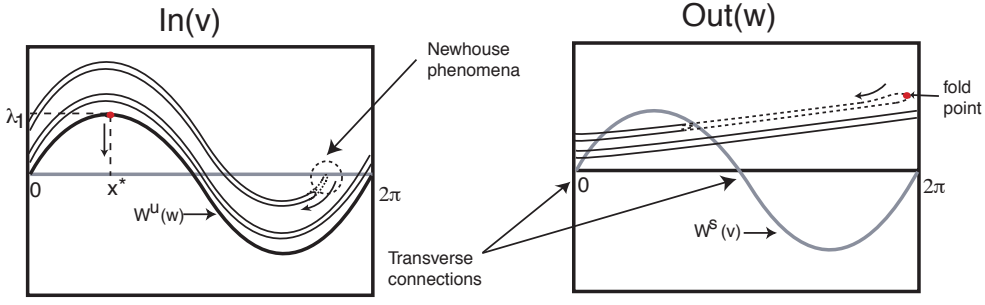 In(v)
Out(w)
Newhouse
phenomena
fold
point
λ1
0
x*
2π
W^u(w)
Transverse
connections
0
2π
W^s(v)